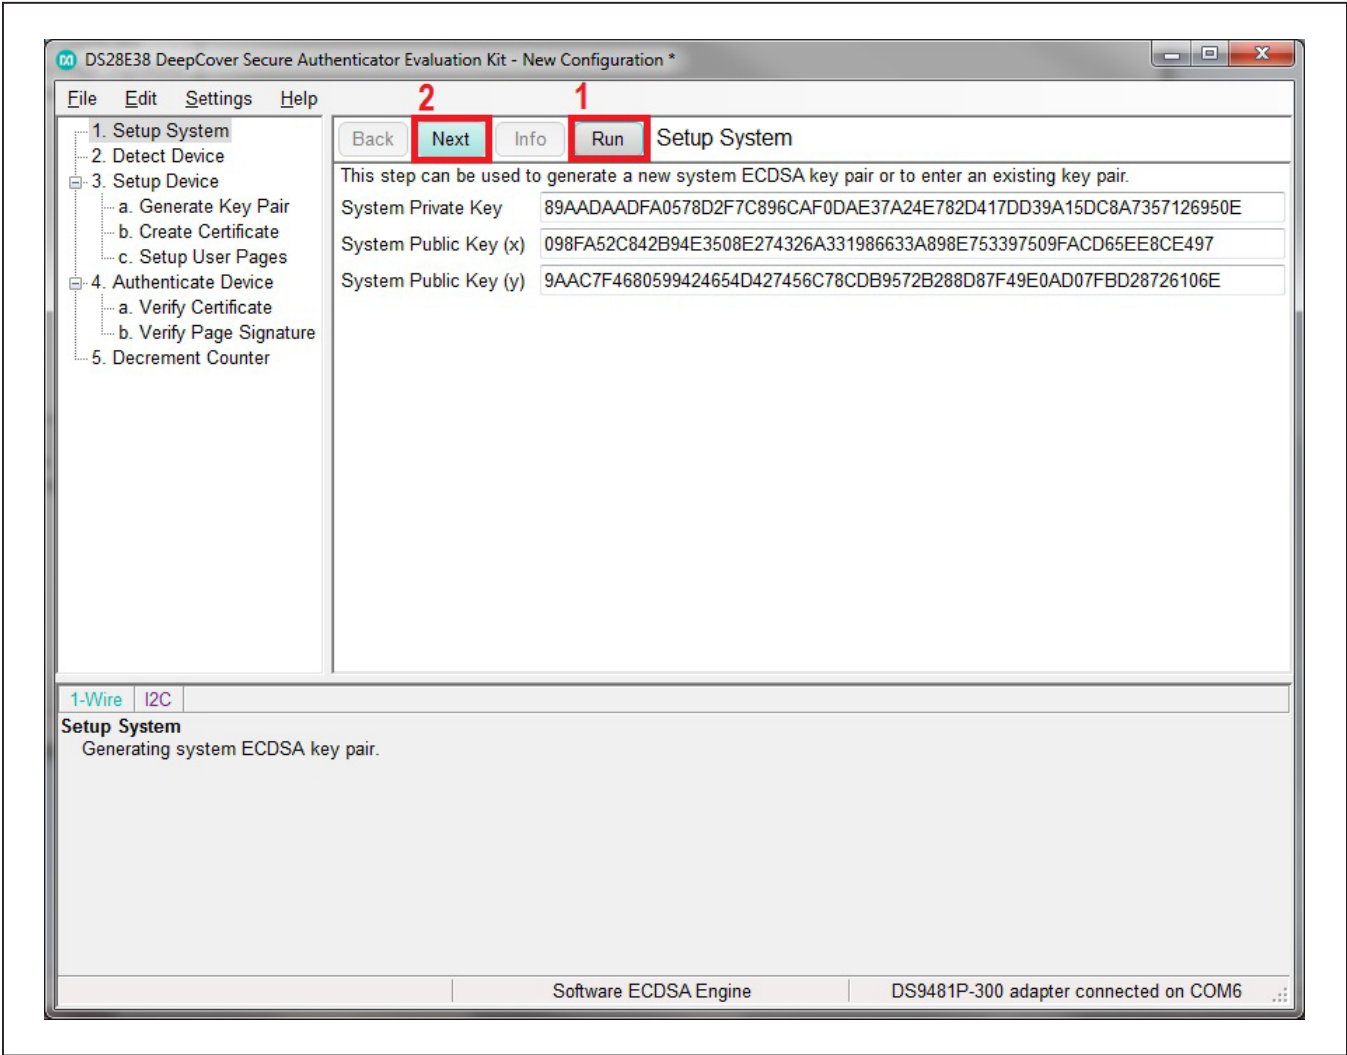 DS28E38 DeepCover Secure Authenticator Evaluation Kit - New Configuration *
File Edit Settings Help
2 1
1. Setup System
2. Detect Device
3. Setup Device
a. Generate Key Pair
b. Create Certificate
c. Setup User Pages
4. Authenticate Device
a. Verify Certificate
b. Verify Page Signature
5. Decrement Counter
Back Next Info Run Setup System
This step can be used to generate a new system ECDSA key pair or to enter an existing key pair.
System Private Key 89AADAADFA0578D2F7C896CAF0DAE37A24E782D417DD39A15DC8A7357126950E
System Public Key (x) 098FA52C842B94E3508E274326A331986633A898E753397509FACD65EE8CE497
System Public Key (y) 9AAC7F4680599424654D427456C78CDB9572B288D87F49E0AD07FBD28726106E
1-Wire I2C
Setup System
Generating system ECDSA key pair.
Software ECDSA Engine DS9481P-300 adapter connected on COM6